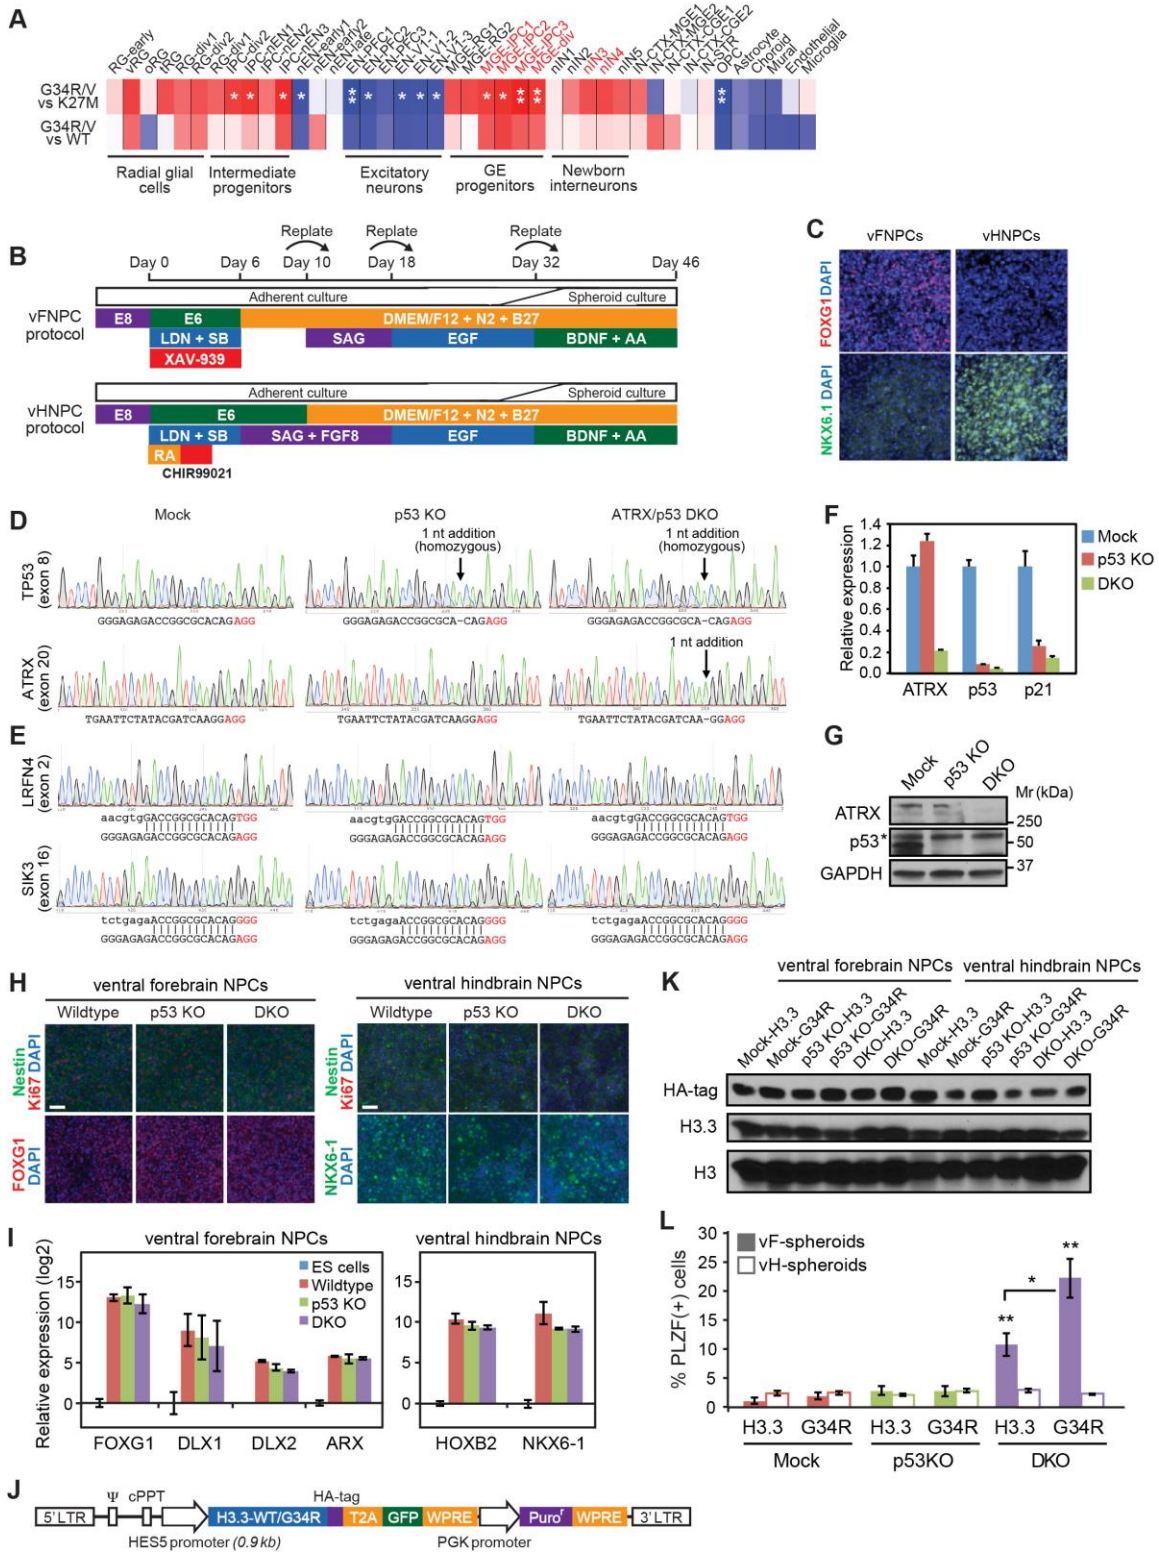 A
RG-early
vRG
oRG
tRG
RG-div1
RG-div2
RG-div1
IPC-div2
IPC-nEN1
IPC-nEN2
IPC-nEN3
nEN-early1
nEN-early2
nEN-late
EN-PFC1
EN-PFC2
EN-PFC3
EN-V1-1
EN-V1-2
EN-V1-3
MGE-RG1
MGE-RG2
MGE-IPC1
MGE-IPC2
MGE-IPC3
MGE-div
nIN1
nIN2
nIN3
nIN4
nIN5
IN-CTX-MGE1
IN-CTX-MGE2
IN-CTX-CGE1
IN-CTX-CGE2
IN-STR
OPC
Astrocyte
Choroid
Mural
Endothelial
Microglia
G34R/V
vs K27M
G34R/V
vs WT
Radial glial
cells
Intermediate
progenitors
Excitatory
neurons
GE
progenitors
Newborn
interneurons
B
Replate
Replate
Replate
Day 0
Day 6
Day 10
Day 18
Day 32
Day 46
Adherent culture
Spheroid culture
vFNPC
protocol
E8
E6
DMEM/F12 + N2 + B27
LDN + SB
SAG
EGF
BDNF + AA
XAV-939
Adherent culture
Spheroid culture
vHNPC
protocol
E8
E6
DMEM/F12 + N2 + B27
LDN + SB
SAG + FGF8
EGF
BDNF + AA
RA
CHIR99021
C
vFNPCs
vHNPCs
FOXG1 DAPI
NKX6.1 DAPI
D
Mock
p53 KO
ATRX/p53 DKO
1 nt addition
(homozygous)
1 nt addition
(homozygous)
TP53
(exon 8)
GGGAGAGACCGGCGCACAGAGG
GGGAGAGACCGGCGCA-CAGAGG
GGGAGAGACCGGCGCA-CAGAGG
1 nt addition
ATRX
(exon 20)
TGAATTCTATACGATCAAGGAGG
TGAATTCTATACGATCAAGGAGG
TGAATTCTATACGATCAA-GGAGG
E
LRFN4
(exon 2)
aacgtgGACCGGCGCACAGTGG
GGGAGAGACCGGCGCACAGAGG
aacgtgGACCGGCGCACAGTGG
GGGAGAGACCGGCGCACAGAGG
aacgtgGACCGGCGCACAGTGG
GGGAGAGACCGGCGCACAGAGG
SIK3
(exon 16)
tctgagaACCGGCGCACAGGGG
GGGAGAGACCGGCGCACAGAGG
tctgagaACCGGCGCACAGGGG
GGGAGAGACCGGCGCACAGAGG
tctgagaACCGGCGCACAGGGG
GGGAGAGACCGGCGCACAGAGG
F
Relative expression
1.4
1.2
1.0
0.8
0.6
0.4
0.2
0.0
ATRX
p53
p21
Mock
p53 KO
DKO
G
Mock
p53 KO
DKO
Mr (kDa)
ATRX
250
p53*
50
37
GAPDH
H
ventral forebrain NPCs
ventral hindbrain NPCs
Wildtype
p53 KO
DKO
Wildtype
p53 KO
DKO
Nestin
Ki67 DAPI
FOXG1
DAPI
Nestin
Ki67 DAPI
NKX6-1
DAPI
I
ventral forebrain NPCs
ventral hindbrain NPCs
Relative expression (log2)
15
10
5
0
ES cells
Wildtype
p53 KO
DKO
FOXG1
DLX1
DLX2
ARX
15
10
5
0
HOXB2
NKX6-1
J
5' LTR
Ψ
cPPT
HA-tag
H3.3-WT/G34R
T2A
GFP
WPRE
Puroʳ
WPRE
3' LTR
HES5 promoter (0.9 kb)
PGK promoter
K
ventral forebrain NPCs
ventral hindbrain NPCs
Mock-H3.3
Mock-G34R
p53 KO-H3.3
p53 KO-G34R
DKO-H3.3
DKO-G34R
Mock-H3.3
Mock-G34R
p53 KO-H3.3
p53 KO-G34R
DKO-H3.3
DKO-G34R
HA-tag
H3.3
H3
L
% PLZF(+) cells
30
25
20
15
10
5
0
vF-spheroids
vH-spheroids
**
*
**
H3.3
G34R
H3.3
G34R
H3.3
G34R
Mock
p53KO
DKO